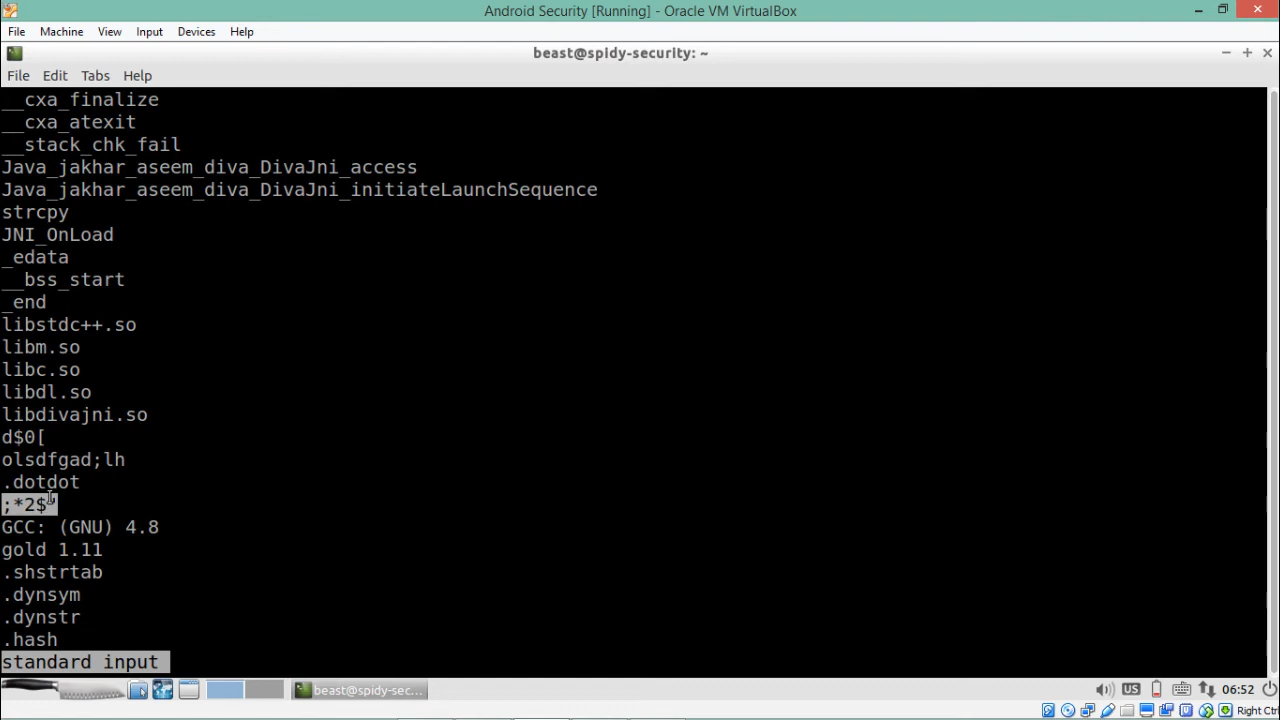 Android Security [Running] - Oracle VM VirtualBox
File Machine View Input Devices Help
beast@spidy-security: ~
File Edit Tabs Help
__cxa_finalize
__cxa_atexit
__stack_chk_fail
Java_jakhar_aseem_diva_DivaJni_access
Java_jakhar_aseem_diva_DivaJni_initiateLaunchSequence
strcpy
JNI_OnLoad
_edata
__bss_start
_end
libstdc++.so
libm.so
libc.so
libdl.so
libdivajni.so
d$0[
olsdfgad;lh
.dotdot
;*2$"
GCC: (GNU) 4.8
gold 1.11
.shstrtab
.dynsym
.dynstr
.hash
standard input
beast@spidy-sec...
US
06:52
Right Ctrl